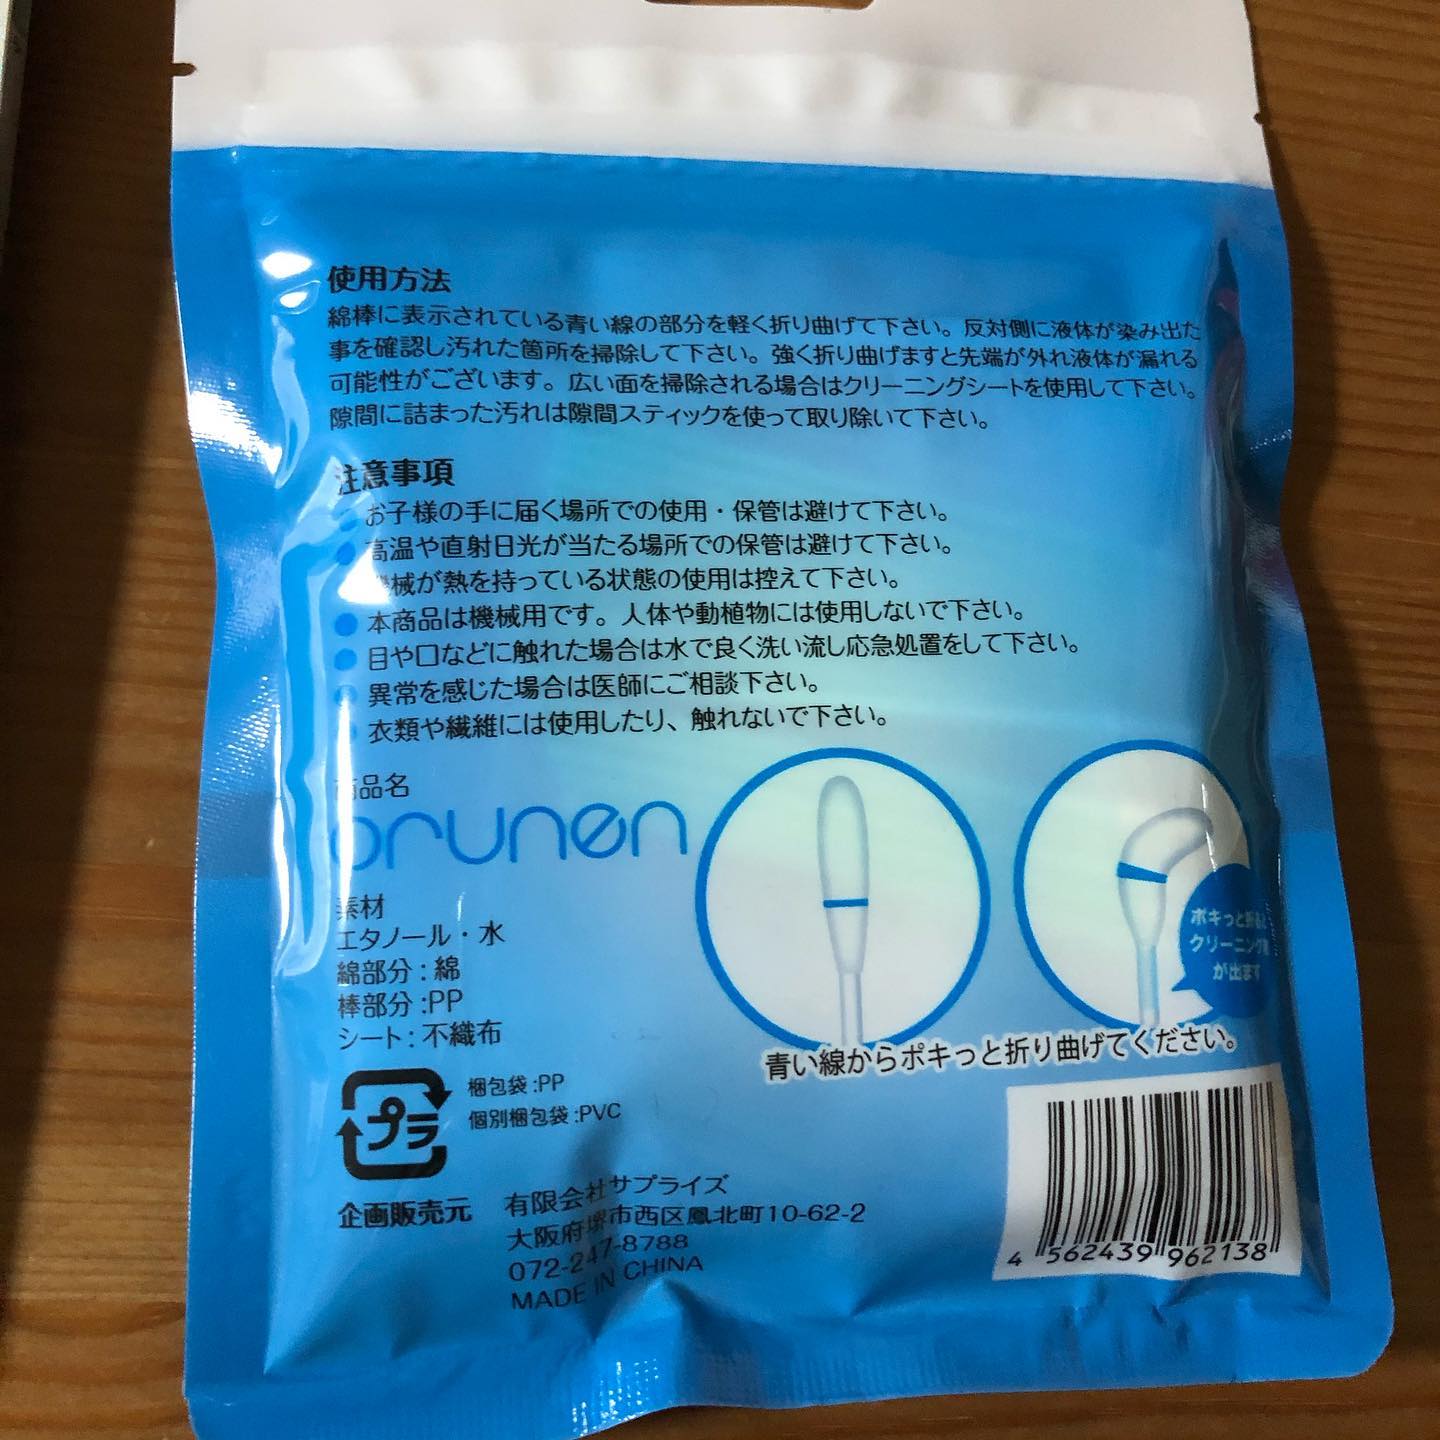 使用方法
綿棒に表示されている青い線の部分を軽く折り曲げて下さい。反対側に液体が染み出た
事を確認し汚れた箇所を掃除して下さい。強く折り曲げますと先端が外れ液体が漏れる
可能性がございます。広い面を掃除される場合はクリーニングシートを使用して下さい。
隙間に詰まった汚れは隙間スティックを使って取り除いて下さい。
注意事項
● お子様の手に届く場所での使用・保管は避けて下さい。
● 高温や直射日光が当たる場所での保管は避けて下さい。
機械が熱を持っている状態の使用は控えて下さい。
● 本商品は機械用です。人体や動植物には使用しないで下さい。
● 目や口などに触れた場合は水で良く洗い流し応急処置をして下さい。
● 異常を感じた場合は医師にご相談下さい。
● 衣類や繊維には使用したり、触れないで下さい。
商品名
orunen
素材
エタノール・水
綿部分:綿
棒部分:PP
シート:不織布
ポキっと
クリーニング
が出ます
青い線からポキっと折り曲げてください。
プラ
梱包袋:PP
個別梱包袋:PVC
企画販売元
有限会社サプライズ
大阪府堺市西区鳳北町10-62-2
072-247-8788
MADE IN CHINA
4 562439 962138